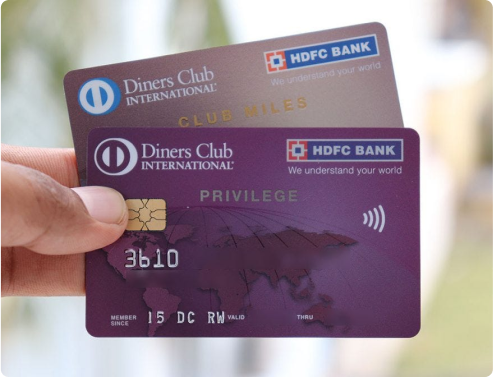 Diners Club
INTERNATIONAL®
HDFC BANK
We understand your world
CLUB MILES
Diners Club
INTERNATIONAL®
HDFC BANK
We understand your world
PRIVILEGE
3610
MEMBER SINCE 15 DC RW VALID THRU